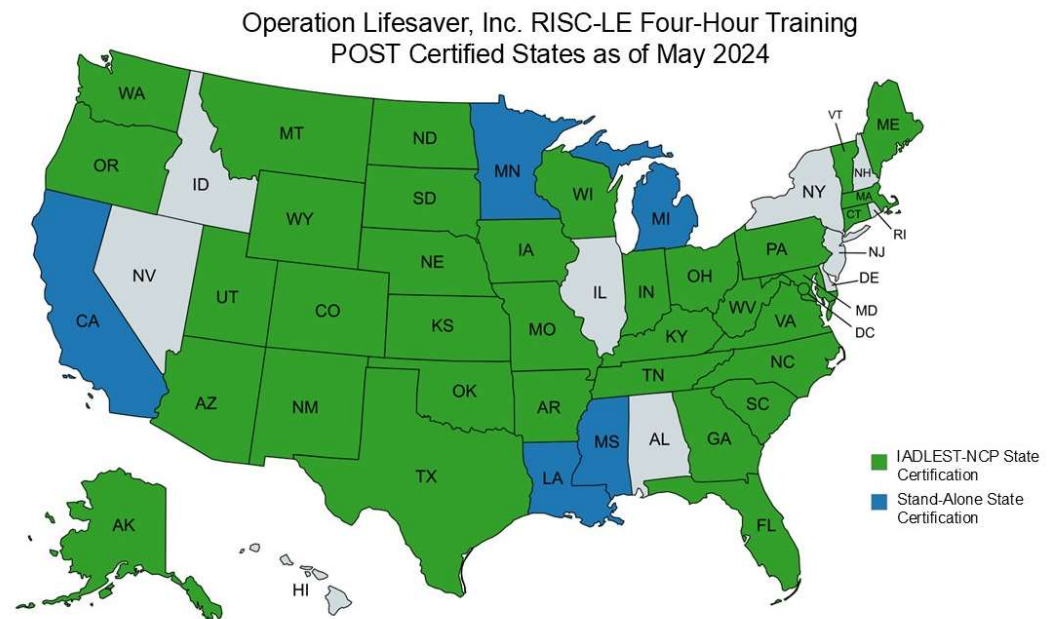 Operation Lifesaver, Inc. RISC-LE Four-Hour Training
POST Certified States as of May 2024
WA
MT
ND
MN
VT
ME
OR
ID
SD
WI
MI
NY
NH
MA
CT
RI
WY
IA
NE
PA
NJ
NV
UT
CO
IL
IN
OH
DE
MD
DC
CA
KS
MO
WV
VA
KY
AZ
NM
OK
AR
TN
NC
SC
MS
AL
GA
TX
LA
FL
AK
HI
IADLEST-NCP State
Certification
Stand-Alone State
Certification